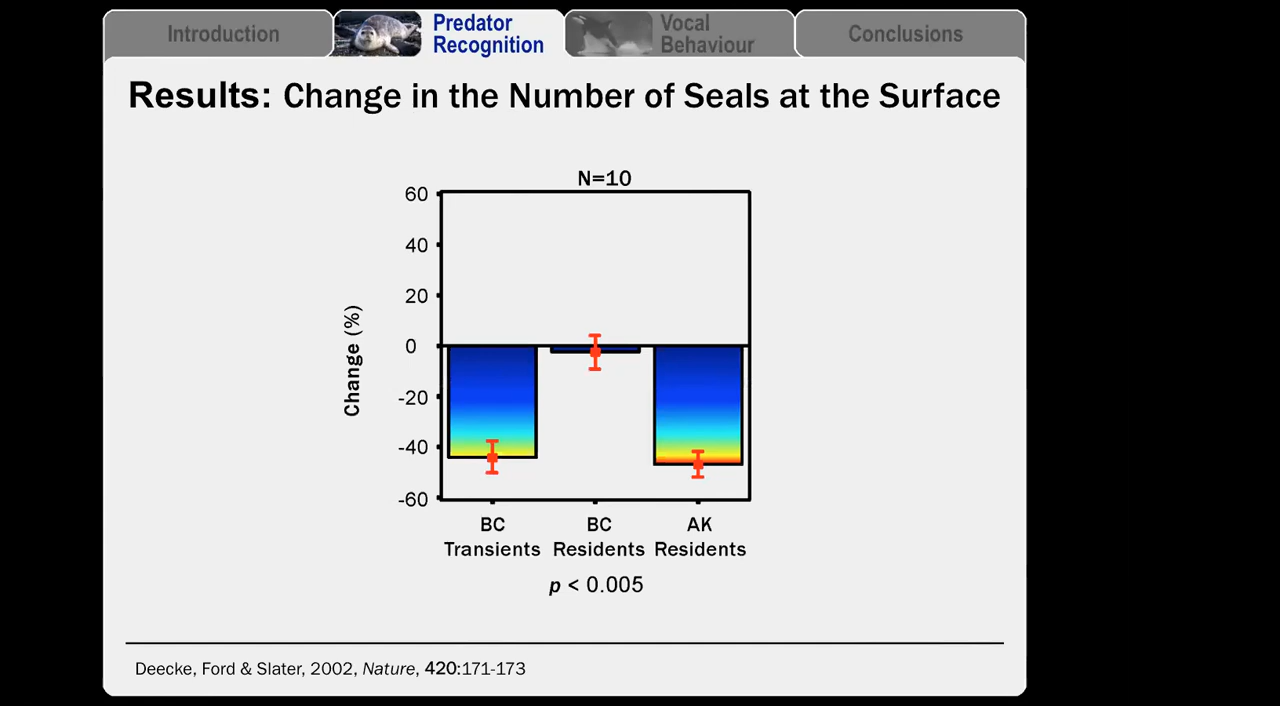 Introduction
Predator
Recognition
Vocal
Behaviour
Conclusions
Results: Change in the Number of Seals at the Surface
N=10
60
40
20
0
-20
-40
-60
Change (%)
BC
Transients
BC
Residents
AK
Residents
p < 0.005
Deecke, Ford & Slater, 2002, Nature, 420:171-173